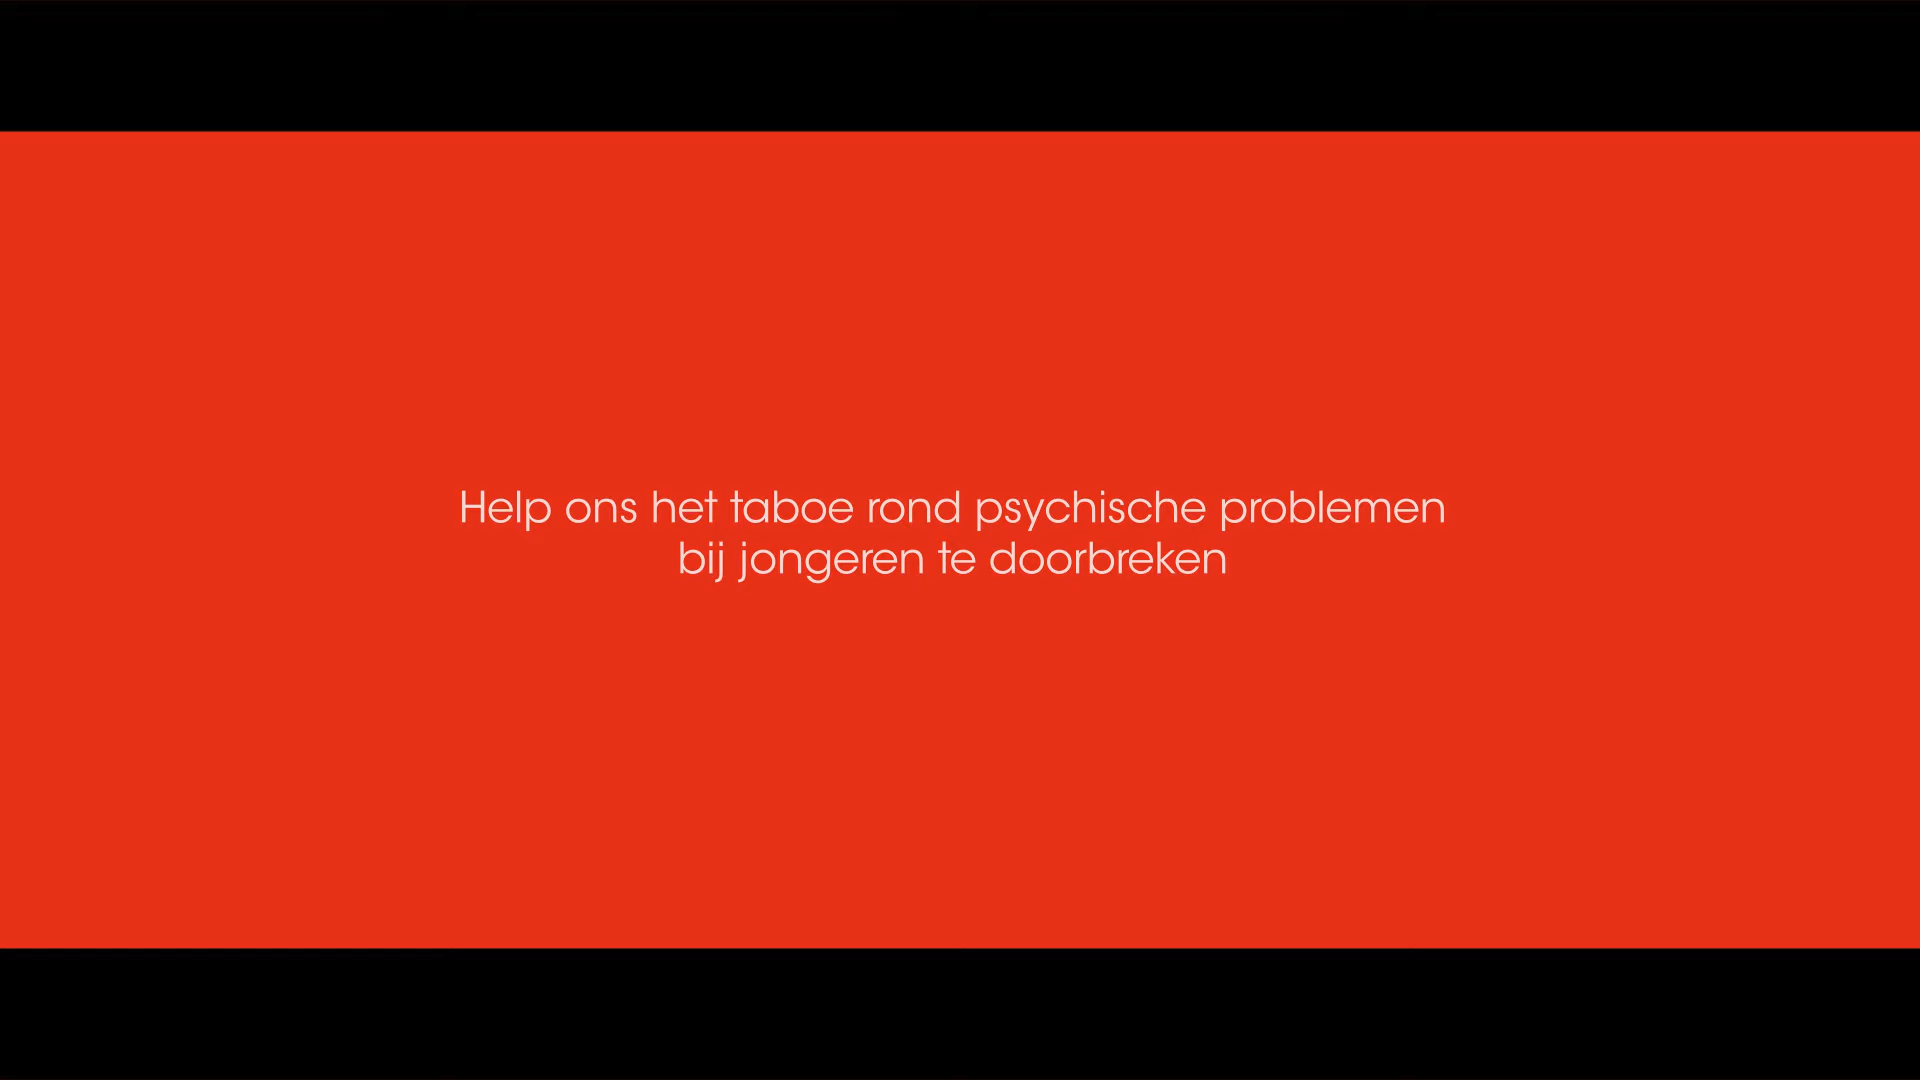 Help ons het taboe rond psychische problemen
bij jongeren te doorbreken